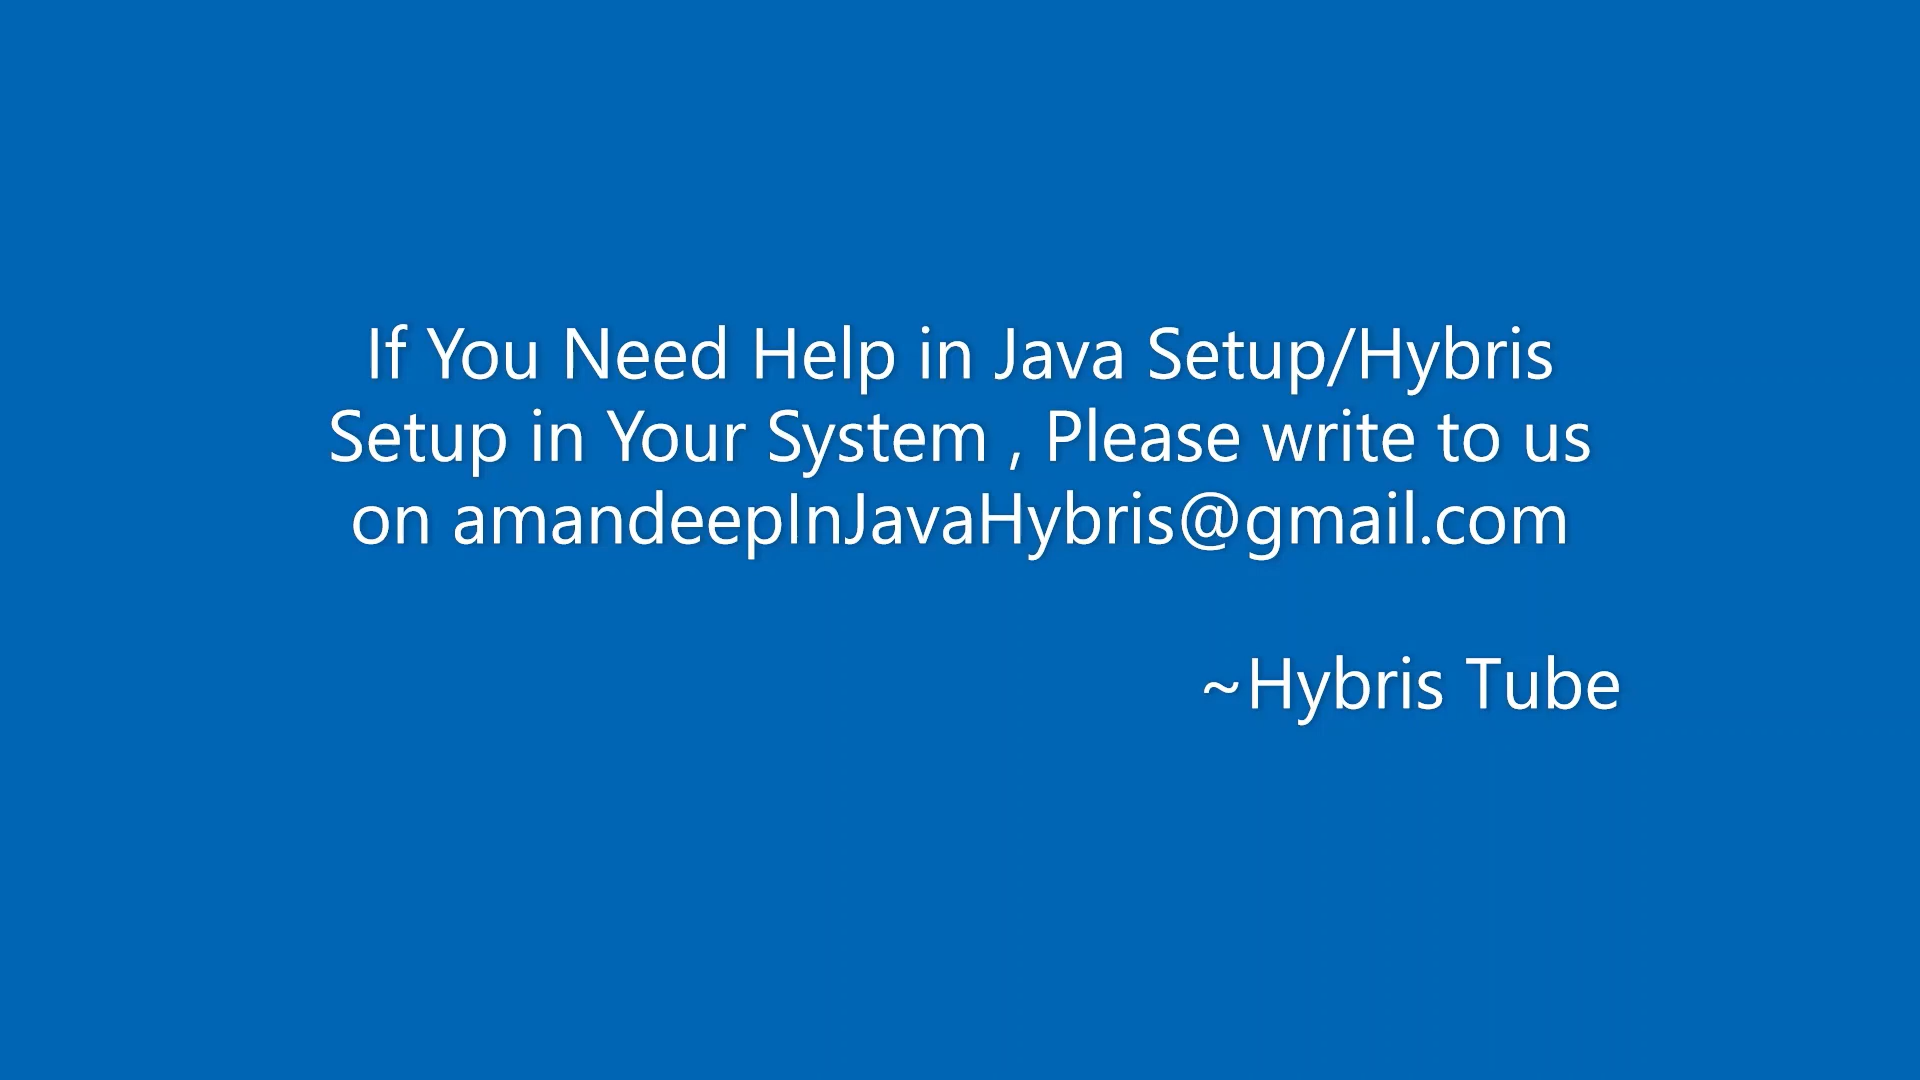 If You Need Help in Java Setup/Hybris
Setup in Your System , Please write to us
on amandeepInJavaHybris@gmail.com
~Hybris Tube